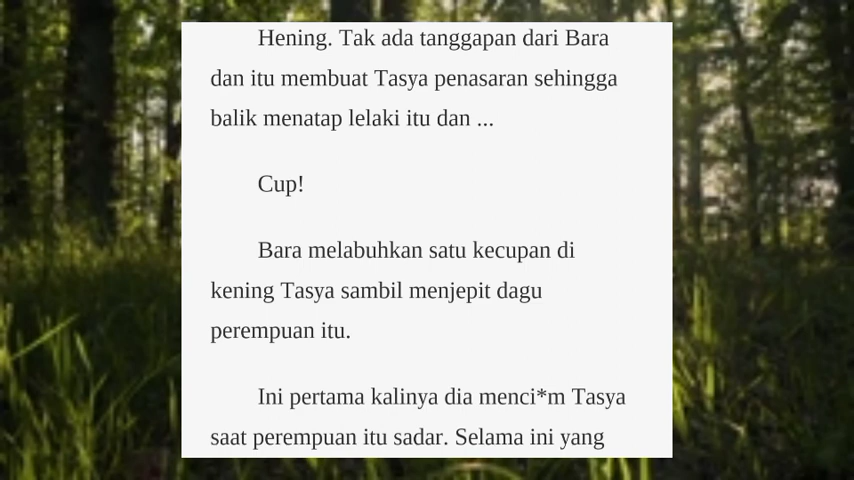 Hening. Tak ada tanggapan dari Bara
dan itu membuat Tasya penasaran sehingga
balik menatap lelaki itu dan ...
Cup!
Bara melabuhkan satu kecupan di
kening Tasya sambil menjepit dagu
perempuan itu.
Ini pertama kalinya dia menci*m Tasya
saat perempuan itu sadar. Selama ini yang